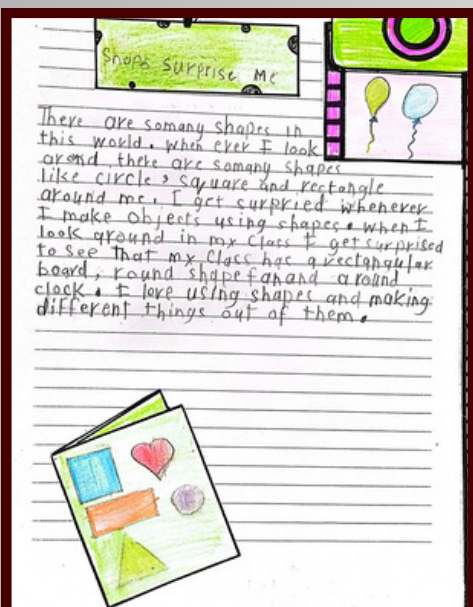 Shape surprise Me
There are somany shapes in
this world. when ever I look
around there are somany shapes
like circle, square and rectangle
around me. I get surpried whenever
I make objects using shapes. when I
look around in my class I get surprised
to see that my class has a rectangular
board, round shape fan and a round
clock. I love using shapes and making
different things out of them.